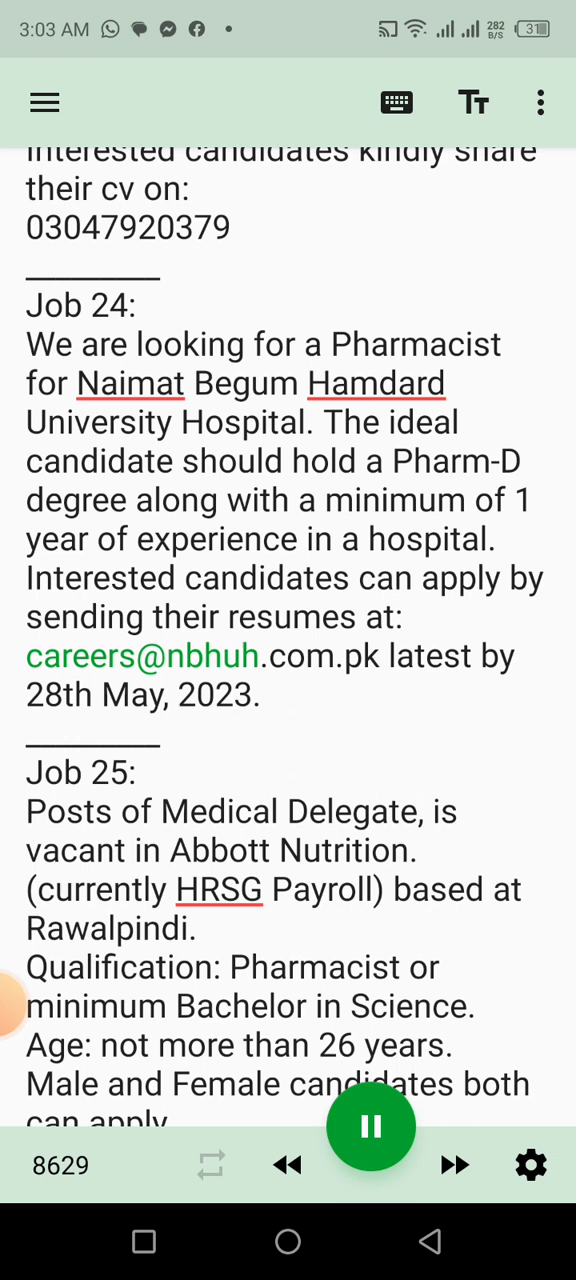 3:03 AM
282
B/S
31
Interested candidates kindly share
their cv on:
03047920379
________
Job 24:
We are looking for a Pharmacist
for Naimat Begum Hamdard
University Hospital. The ideal
candidate should hold a Pharm-D
degree along with a minimum of 1
year of experience in a hospital.
Interested candidates can apply by
sending their resumes at:
careers@nbhuh.com.pk latest by
28th May, 2023.
________
Job 25:
Posts of Medical Delegate, is
vacant in Abbott Nutrition.
(currently HRSG Payroll) based at
Rawalpindi.
Qualification: Pharmacist or
minimum Bachelor in Science.
Age: not more than 26 years.
Male and Female candidates both
can apply
8629